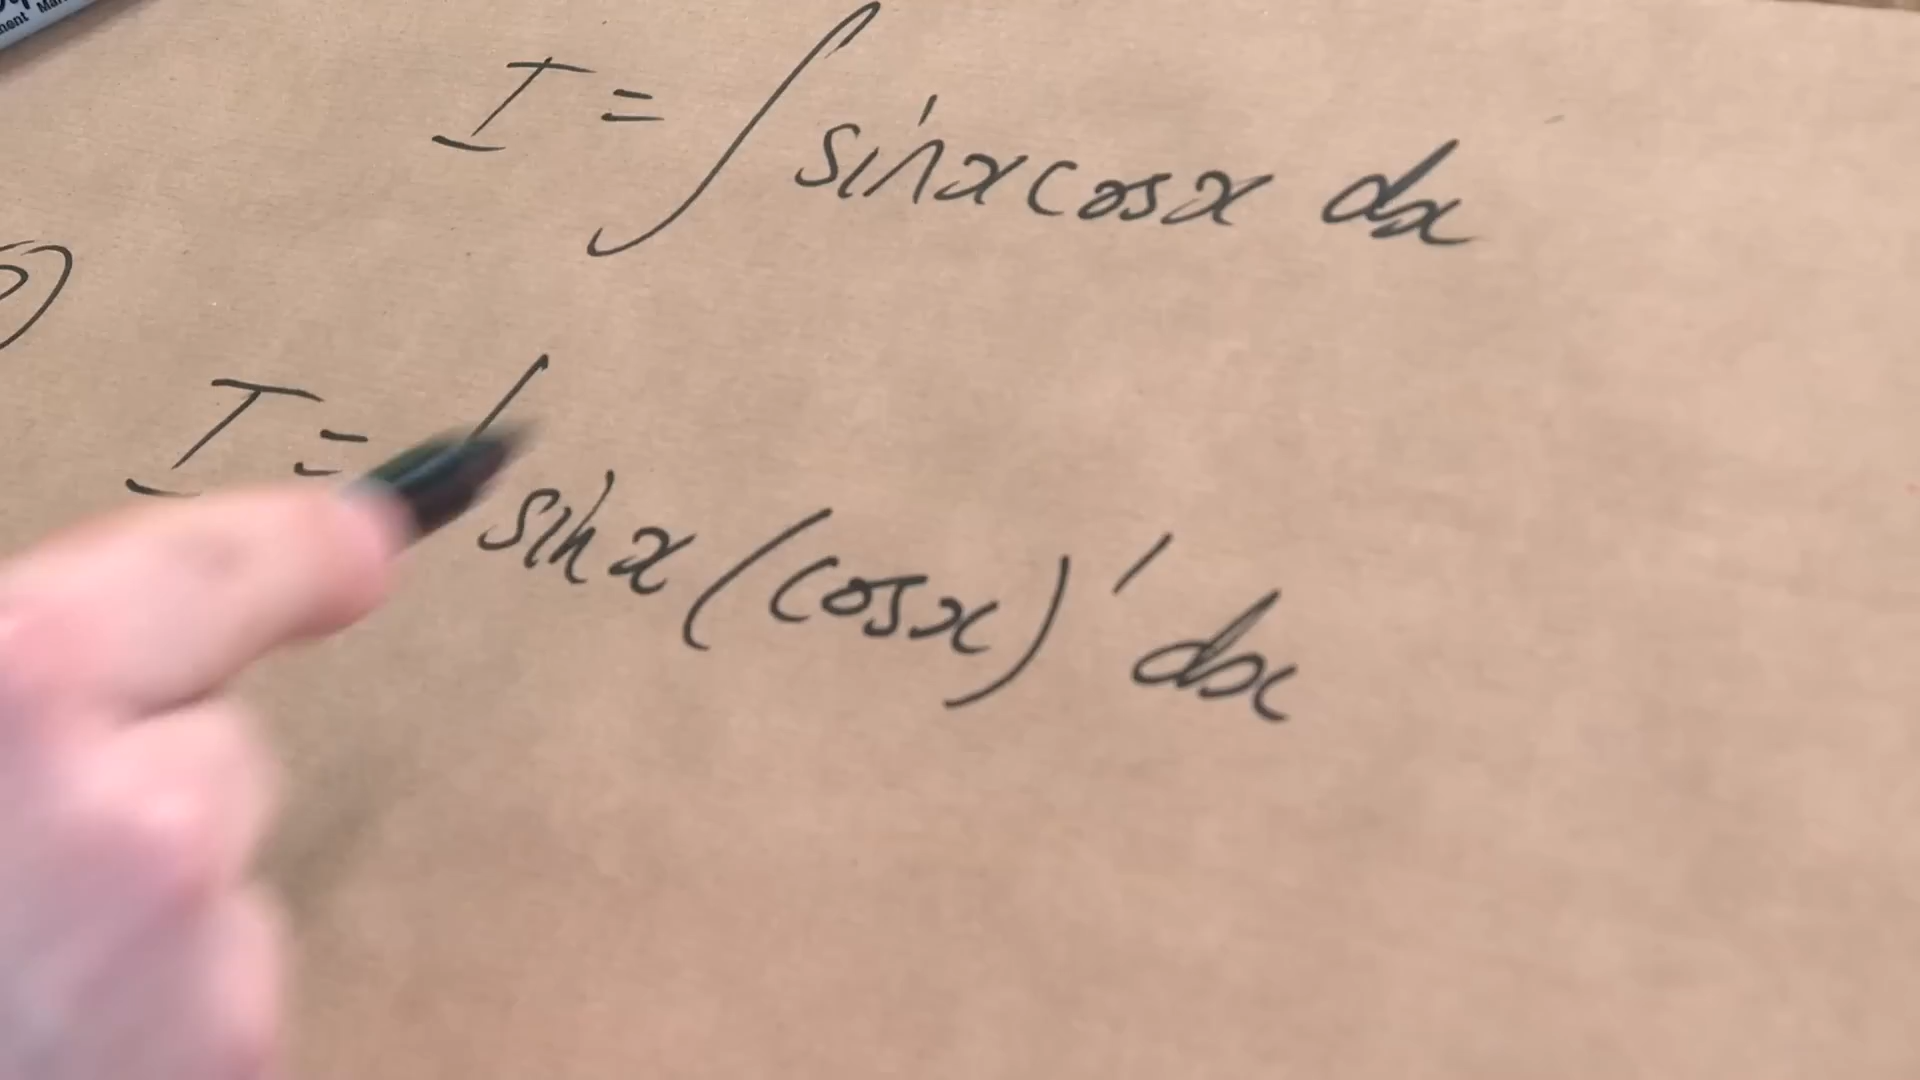 I = ∫ sinx cosx dx
I = ∫ sinx (cosx)' dx